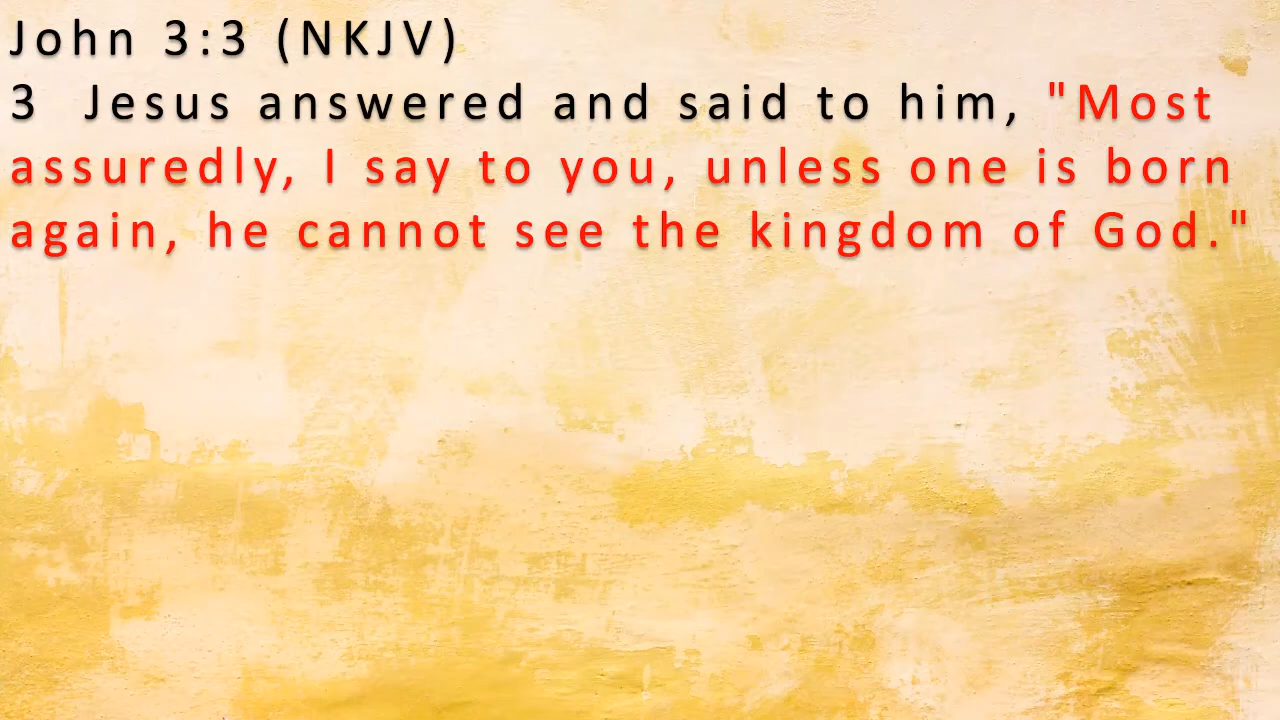 John 3:3 (NKJV)
3  Jesus answered and said to him, "Most
assuredly, I say to you, unless one is born
again, he cannot see the kingdom of God."